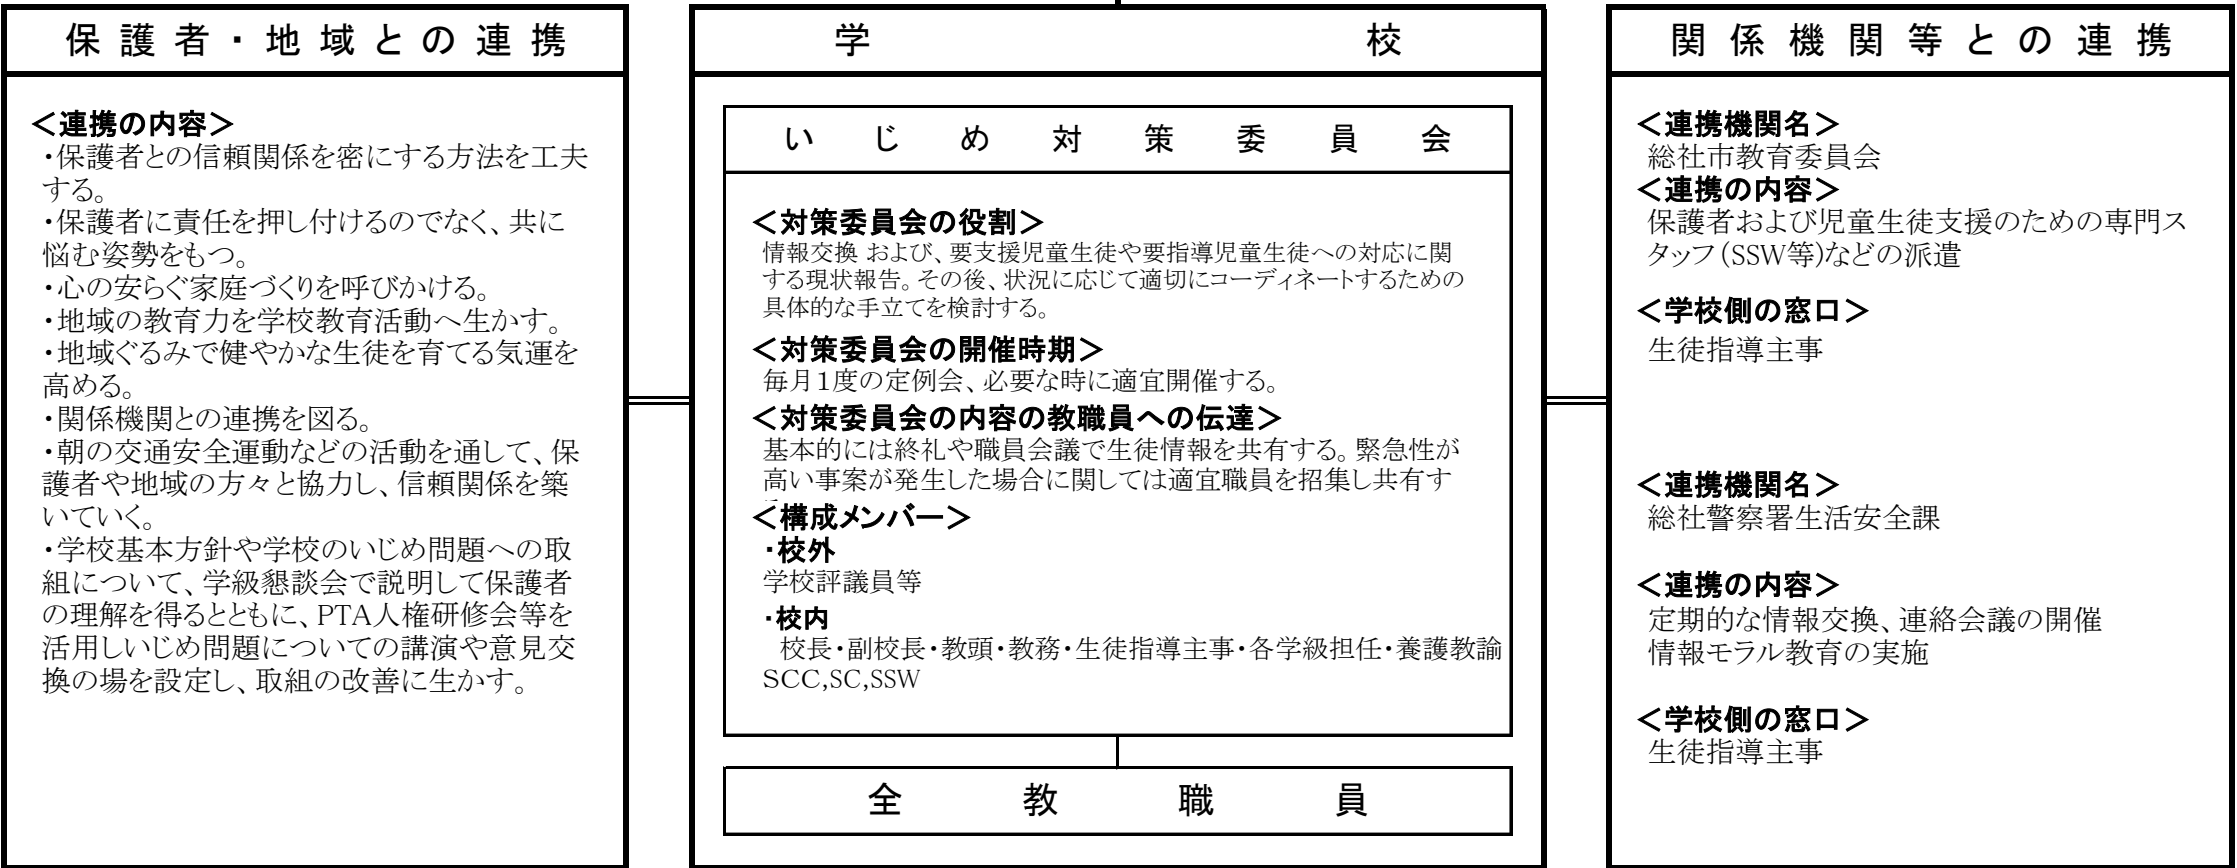 保護者・地域との連携
＜連携の内容＞
・保護者との信頼関係を密にする方法を工夫
する。
・保護者に責任を押し付けるのでなく、共に
悩む姿勢をもつ。
・心の安らぐ家庭づくりを呼びかける。
・地域の教育力を学校教育活動へ生かす。
・地域ぐるみで健やかな生徒を育てる気運を
高める。
・関係機関との連携を図る。
・朝の交通安全運動などの活動を通して、保
護者や地域の方々と協力し、信頼関係を築
いていく。
・学校基本方針や学校のいじめ問題への取
組について、学級懇談会で説明して保護者
の理解を得るとともに、PTA人権研修会等を
活用しいじめ問題についての講演や意見交
換の場を設定し、取組の改善に生かす。
学校
いじめ対策委員会
＜対策委員会の役割＞
情報交換 および、要支援児童生徒や要指導児童生徒への対応に関
する現状報告。その後、状況に応じて適切にコーディネートするための
具体的な手立てを検討する。
＜対策委員会の開催時期＞
毎月１度の定例会、必要な時に適宜開催する。
＜対策委員会の内容の教職員への伝達＞
基本的には終礼や職員会議で生徒情報を共有する。緊急性が
高い事案が発生した場合に関しては適宜職員を招集し共有す
＜構成メンバー＞
・校外
学校評議員等
・校内
校長・副校長・教頭・教務・生徒指導主事・各学級担任・養護教諭
SCC,SC,SSW
全教職員
関係機関等との連携
＜連携機関名＞
総社市教育委員会
＜連携の内容＞
保護者および児童生徒支援のための専門ス
タッフ（SSW等)などの派遣
＜学校側の窓口＞
生徒指導主事
＜連携機関名＞
総社警察署生活安全課
＜連携の内容＞
定期的な情報交換、連絡会議の開催
情報モラル教育の実施
＜学校側の窓口＞
生徒指導主事